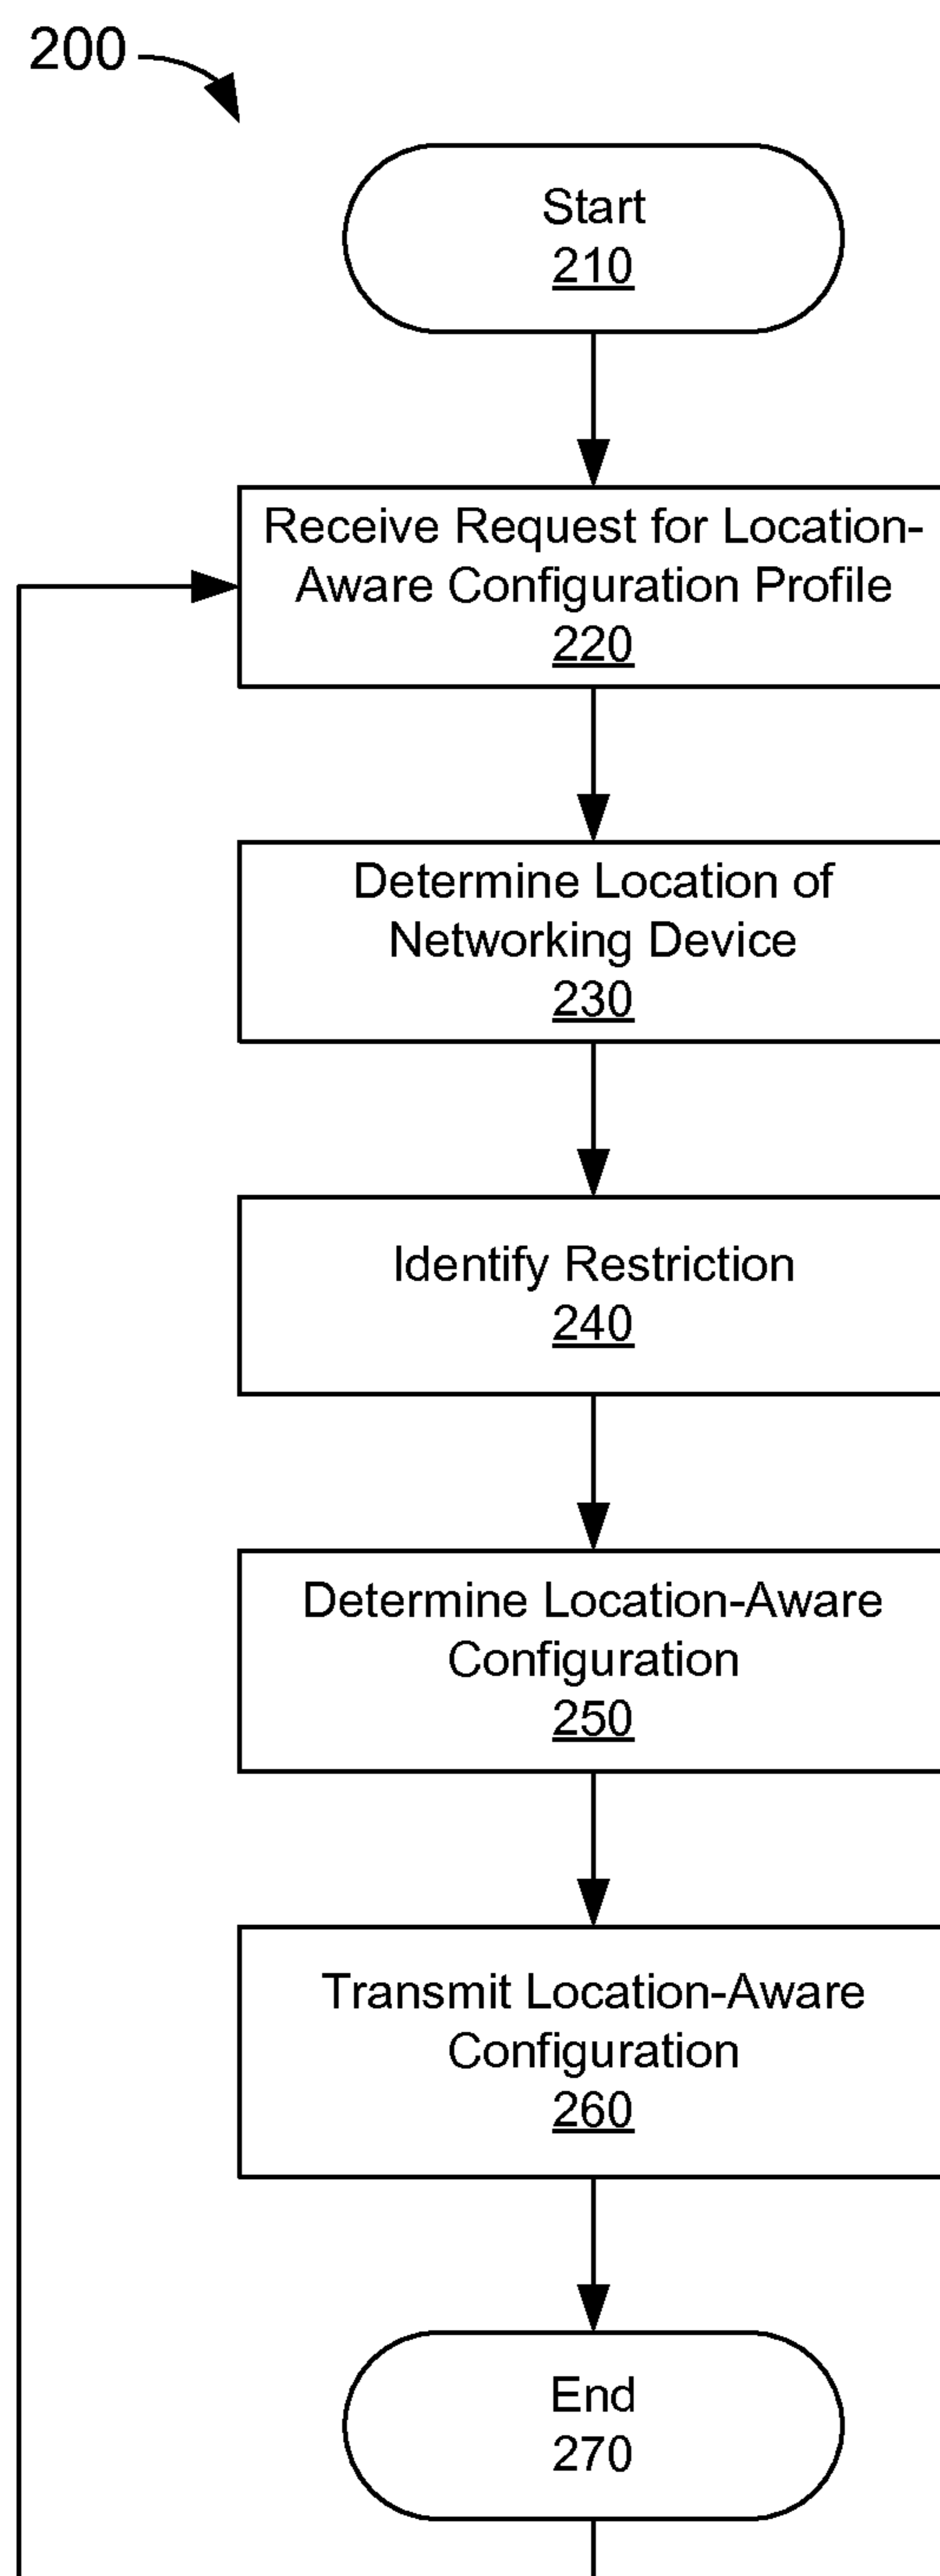 200
Start
210
Receive Request for Location-
Aware Configuration Profile
220
Determine Location of
Networking Device
230
Identify Restriction
240
Determine Location-Aware
Configuration
250
Transmit Location-Aware
Configuration
260
End
270